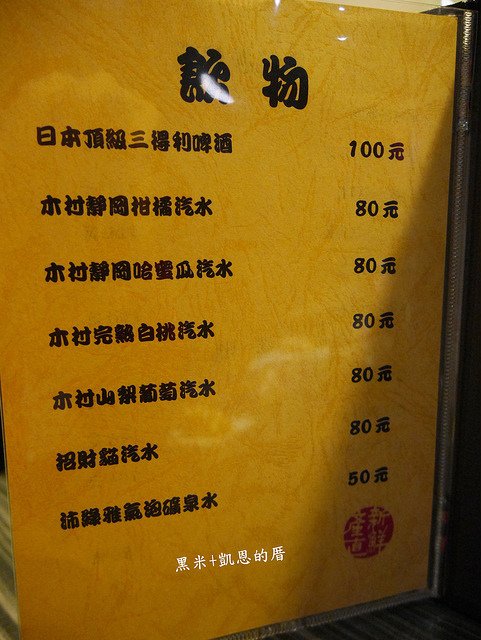 飲物
日本頂級三得利啤酒 100元
木村靜岡柑橘汽水 80元
木村靜岡哈蜜瓜汽水 80元
木村完熟白桃汽水 80元
木村山梨葡萄汽水 80元
招財貓汽水 80元
沛綠雅氣泡礦泉水 50元
黑米+凱恩的厝